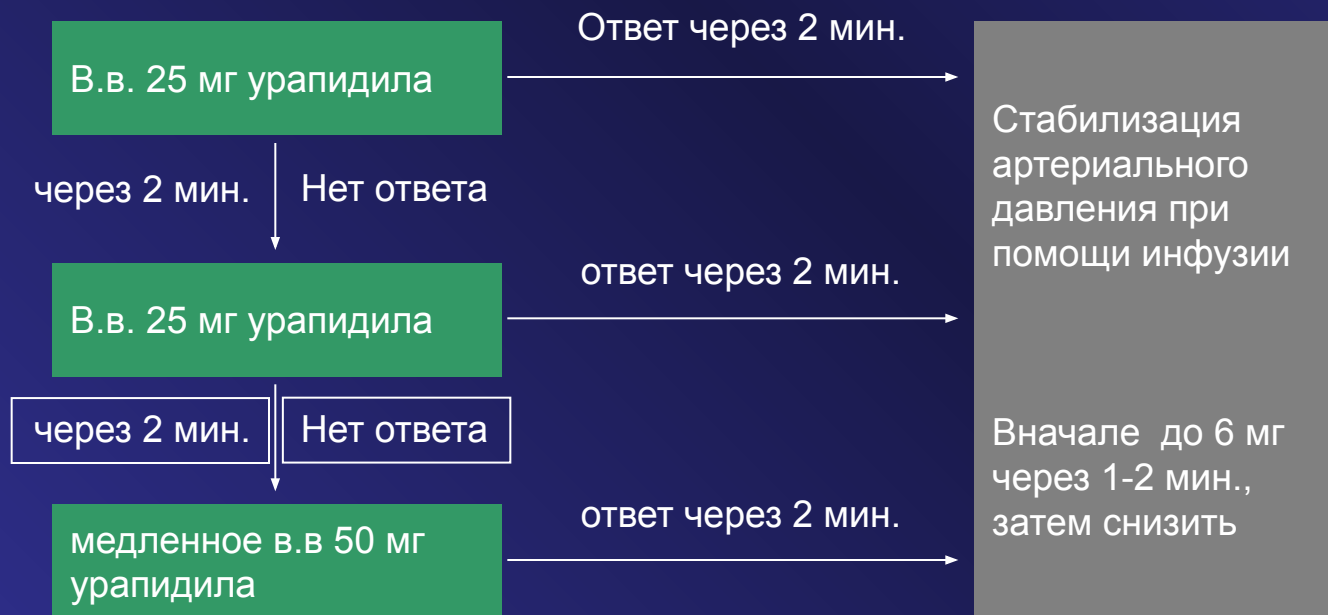 Ответ через 2 мин.
В.в. 25 мг урапидила
через 2 мин.
Нет ответа
ответ через 2 мин.
В.в. 25 мг урапидила
через 2 мин.
Нет ответа
ответ через 2 мин.
медленное в.в 50 мг
урапидила
Стабилизация
артериального
давления при
помощи инфузии
Вначале до 6 мг
через 1-2 мин.,
затем снизить